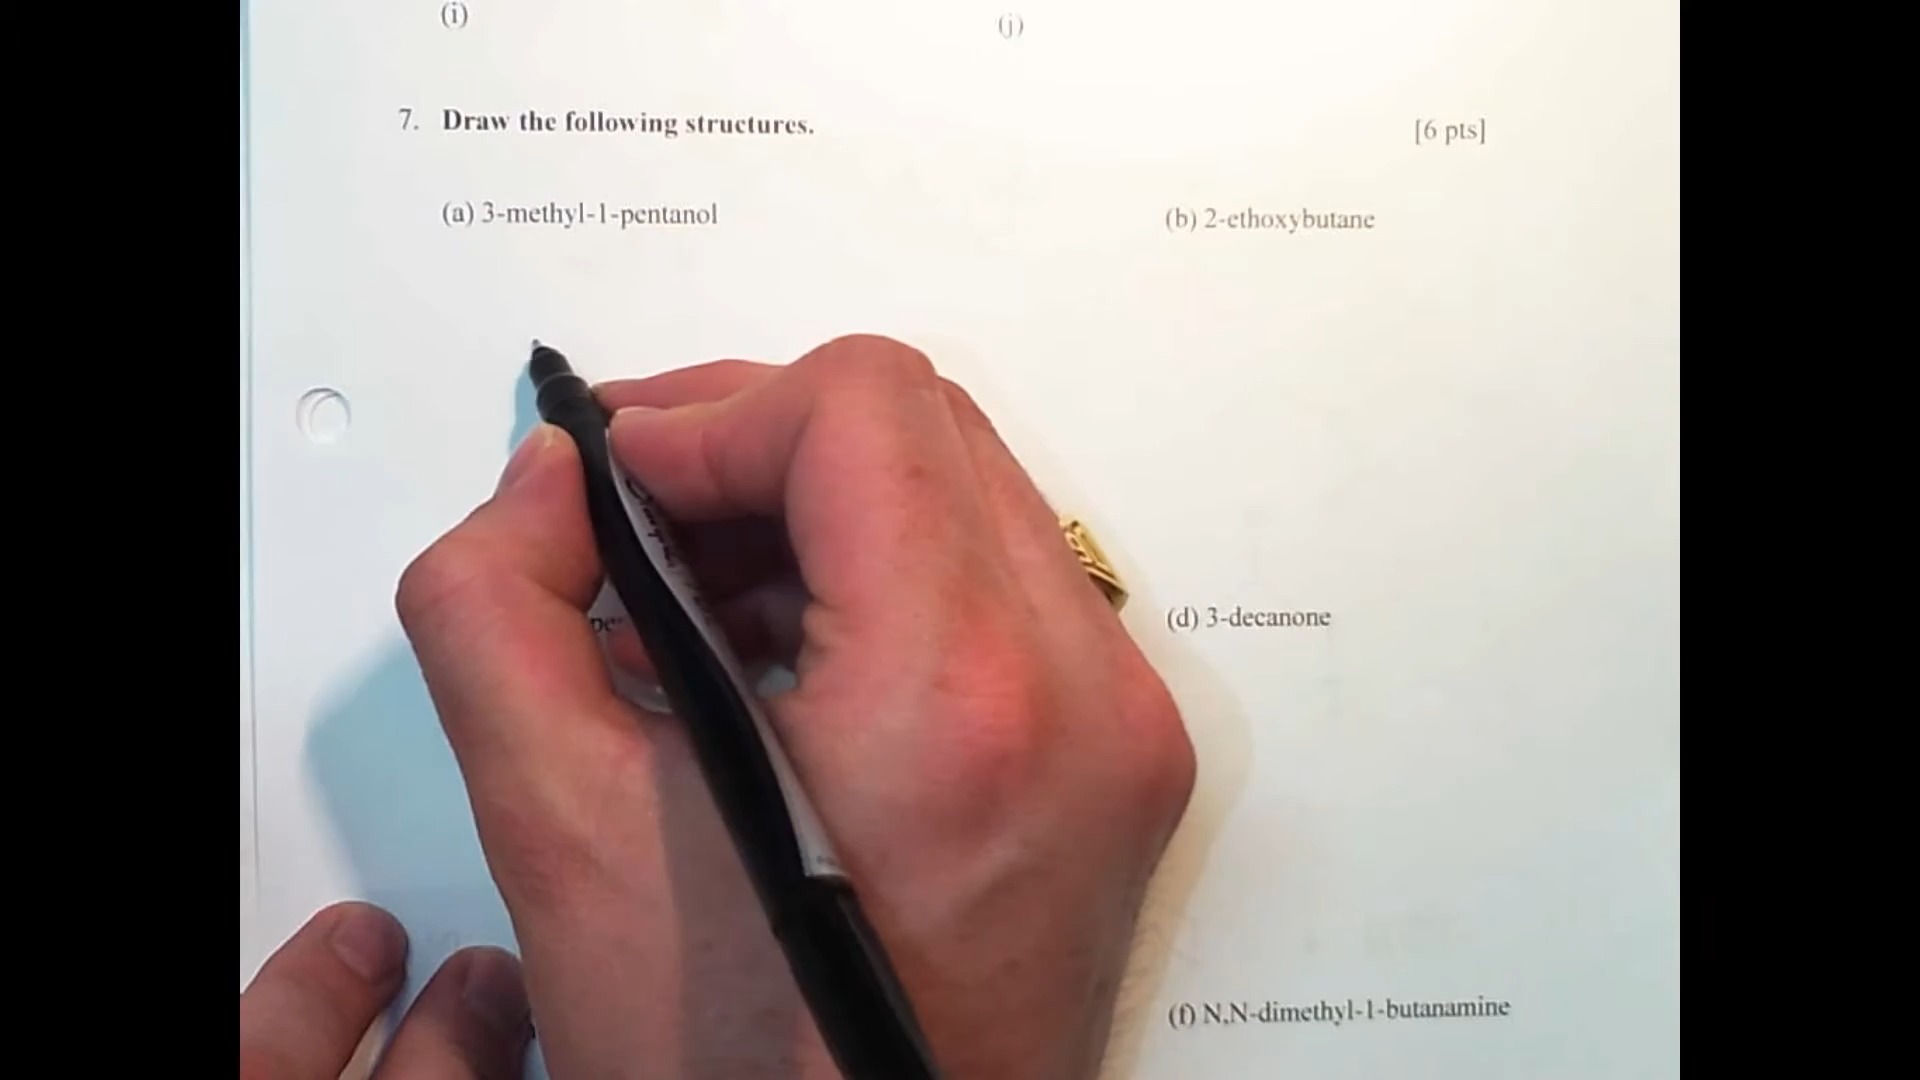 (i) (j)
7. Draw the following structures. [6 pts]
(a) 3-methyl-1-pentanol (b) 2-ethoxybutane
(d) 3-decanone
(f) N,N-dimethyl-1-butanamine